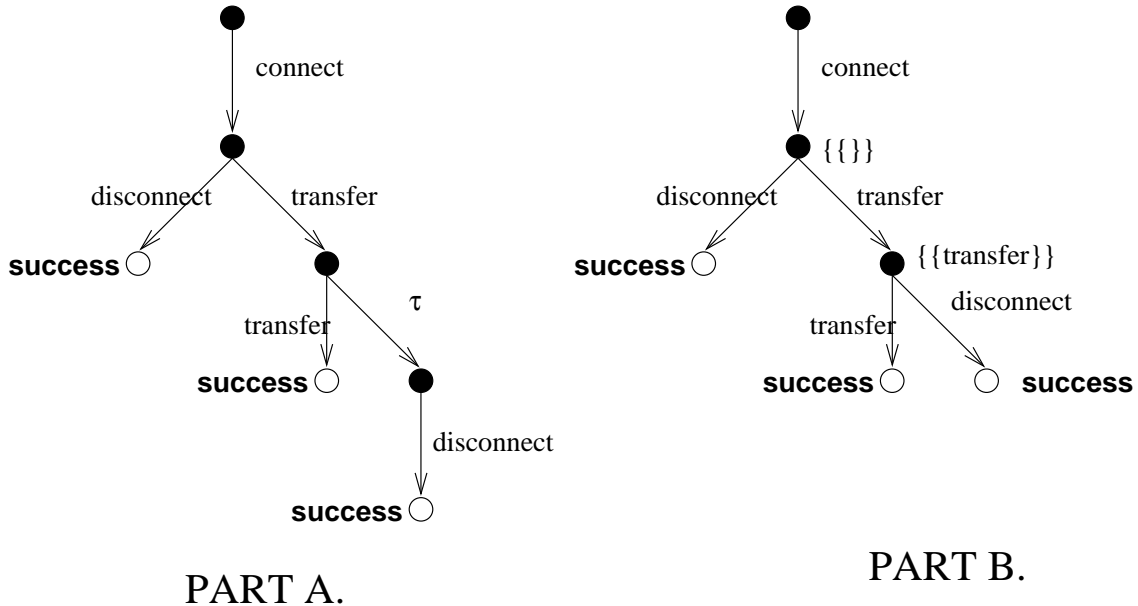 connect
disconnect
transfer
success
τ
transfer
success
disconnect
success
PART A.
connect
{{}}
disconnect
transfer
success
{{transfer}}
disconnect
transfer
success
success
PART B.